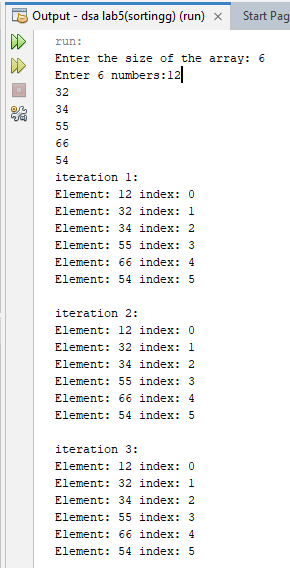 Output - dsa lab5(sortingg) (run) × Start Pag
run:
Enter the size of the array: 6
Enter 6 numbers:12
32
34
55
66
54
iteration 1:
Element: 12 index: 0
Element: 32 index: 1
Element: 34 index: 2
Element: 55 index: 3
Element: 66 index: 4
Element: 54 index: 5
iteration 2:
Element: 12 index: 0
Element: 32 index: 1
Element: 34 index: 2
Element: 55 index: 3
Element: 66 index: 4
Element: 54 index: 5
iteration 3:
Element: 12 index: 0
Element: 32 index: 1
Element: 34 index: 2
Element: 55 index: 3
Element: 66 index: 4
Element: 54 index: 5